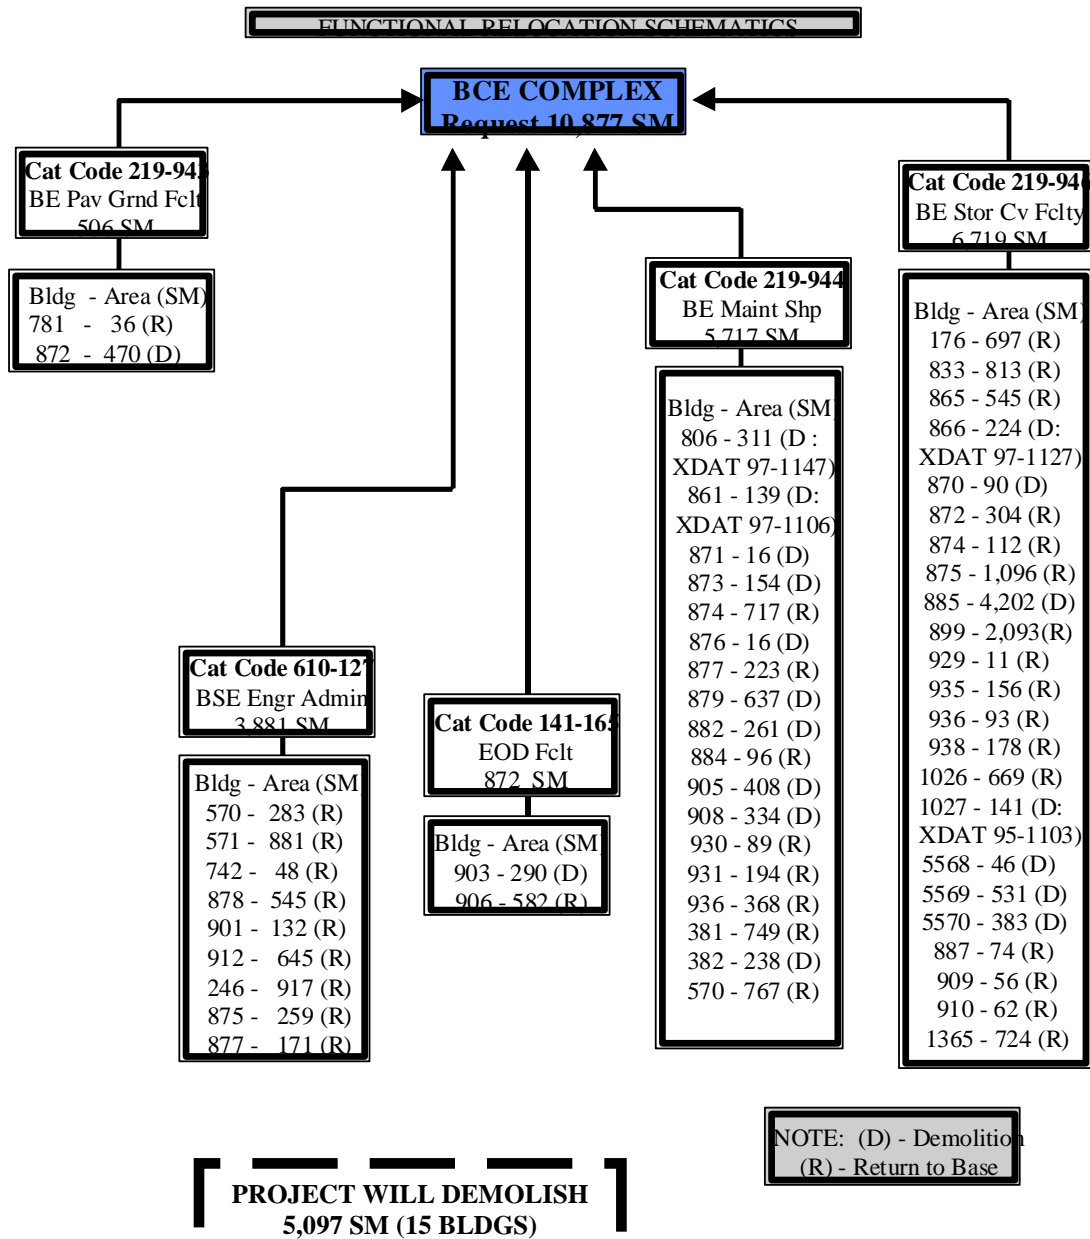 FUNCTIONAL RELOCATION SCHEMATICS
BCE COMPLEX
Request 10,877 SM
Cat Code 219-943
BE Pav Grnd Fclt
506 SM
Bldg - Area (SM)
781 - 36 (R)
872 - 470 (D)
Cat Code 610-127
BSE Engr Admin
3,881 SM
Bldg - Area (SM
570 - 283 (R)
571 - 881 (R)
742 - 48 (R)
878 - 545 (R)
901 - 132 (R)
912 - 645 (R)
246 - 917 (R)
875 - 259 (R)
877 - 171 (R)
Cat Code 141-165
EOD Fclt
872 SM
Bldg - Area (SM)
903 - 290 (D)
906 - 582 (R)
Cat Code 219-944
BE Maint Shp
5,717 SM
Bldg - Area (SM)
806 - 311 (D :
XDAT 97-1147)
861 - 139 (D:
XDAT 97-1106)
871 - 16 (D)
873 - 154 (D)
874 - 717 (R)
876 - 16 (D)
877 - 223 (R)
879 - 637 (D)
882 - 261 (D)
884 - 96 (R)
905 - 408 (D)
908 - 334 (D)
930 - 89 (R)
931 - 194 (R)
936 - 368 (R)
381 - 749 (R)
382 - 238 (D)
570 - 767 (R)
Cat Code 219-946
BE Stor Cv Fclty
6,719 SM
Bldg - Area (SM)
176 - 697 (R)
833 - 813 (R)
865 - 545 (R)
866 - 224 (D:
XDAT 97-1127)
870 - 90 (D)
872 - 304 (R)
874 - 112 (R)
875 - 1,096 (R)
885 - 4,202 (D)
899 - 2,093(R)
929 - 11 (R)
935 - 156 (R)
936 - 93 (R)
938 - 178 (R)
1026 - 669 (R)
1027 - 141 (D:
XDAT 95-1103)
5568 - 46 (D)
5569 - 531 (D)
5570 - 383 (D)
887 - 74 (R)
909 - 56 (R)
910 - 62 (R)
1365 - 724 (R)
NOTE: (D) - Demolition
(R) - Return to Base
PROJECT WILL DEMOLISH
5,097 SM (15 BLDGS)